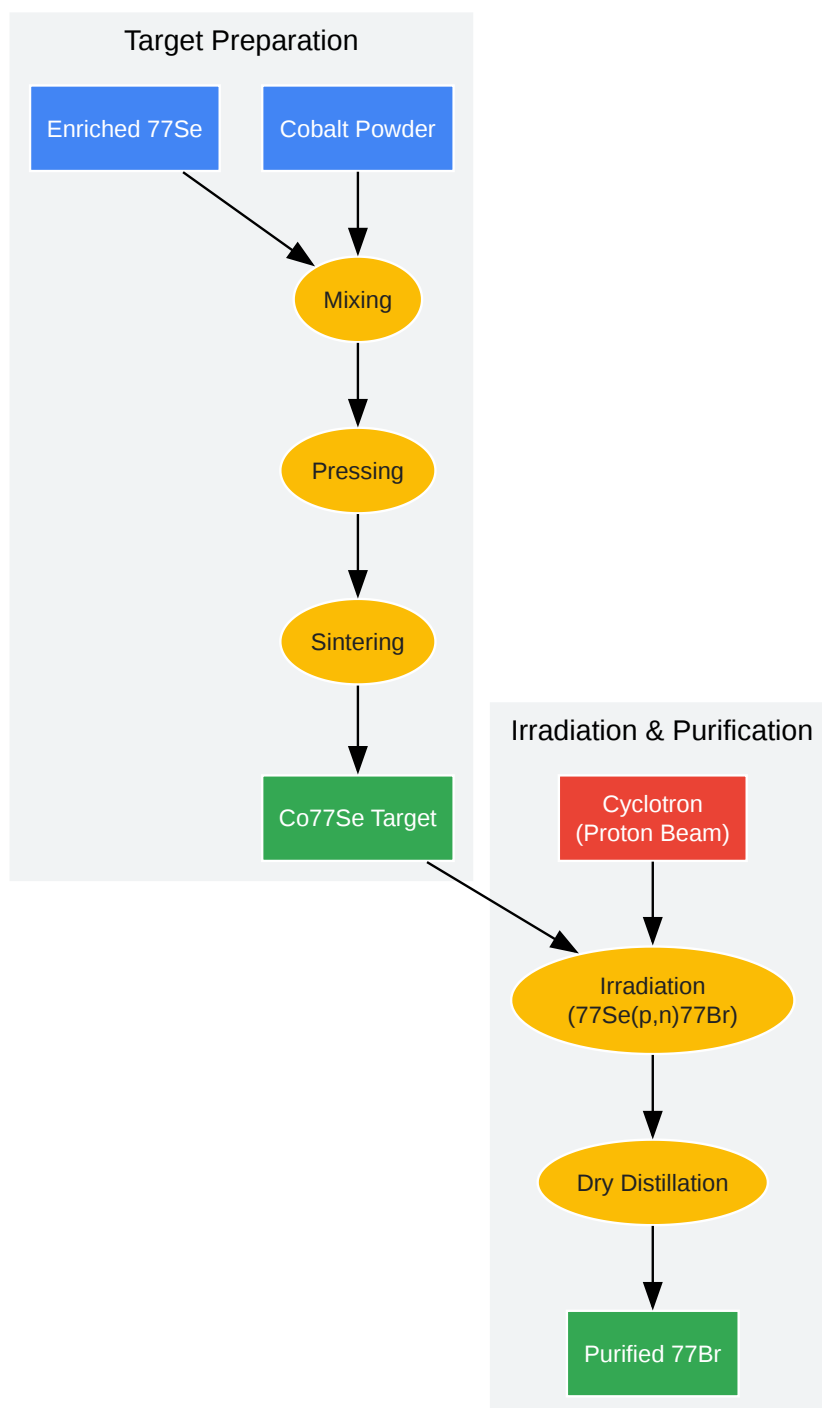 Target Preparation
Enriched 77Se
Cobalt Powder
Mixing
Pressing
Sintering
Co77Se Target
Irradiation & Purification
Cyclotron
(Proton Beam)
Irradiation
(77Se(p,n)77Br)
Dry Distillation
Purified 77Br